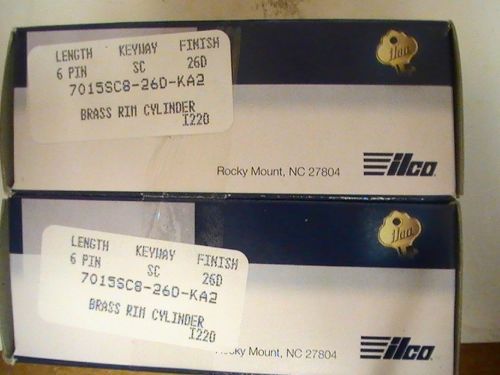 LENGTH KEYWAY FINISH
6 PIN SC 26D
7015SC8-26D-KA2
BRASS RIM CYLINDER
I220
ilco
Rocky Mount, NC 27804
ilco
LENGTH KEYWAY FINISH
6 PIN SC 26D
7015SC8-26D-KA2
BRASS RIM CYLINDER
I220
ilco
Rocky Mount, NC 27804
ilco